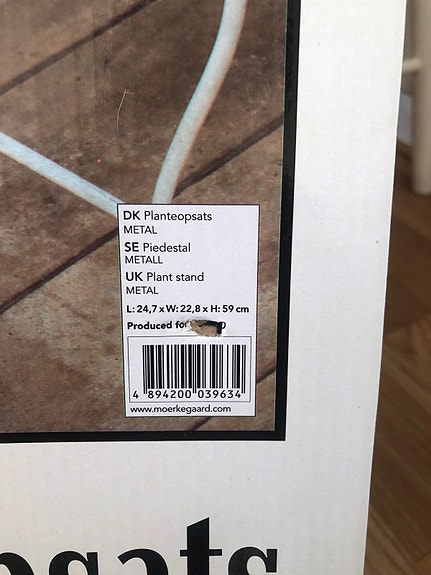 DK Planteopsats
METAL
SE Piedestal
METALL
UK Plant stand
METAL
L: 24,7 x W: 22,8 x H: 59 cm
Produced
4 894200 039634
www.moerkegaard.com